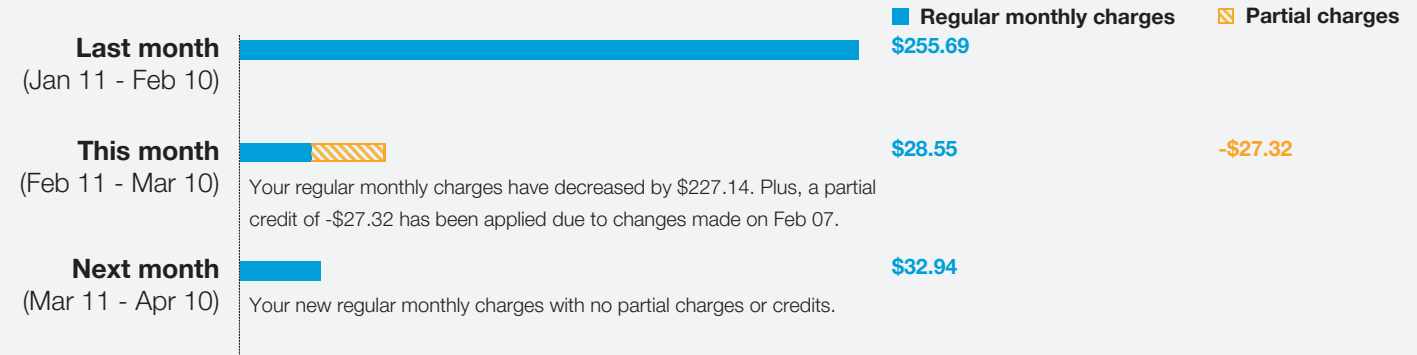 Regular monthly charges
Partial charges
Last month
(Jan 11 - Feb 10)
$255.69
This month
(Feb 11 - Mar 10)
$28.55
-$27.32
Your regular monthly charges have decreased by $227.14. Plus, a partial
credit of -$27.32 has been applied due to changes made on Feb 07.
Next month
(Mar 11 - Apr 10)
$32.94
Your new regular monthly charges with no partial charges or credits.